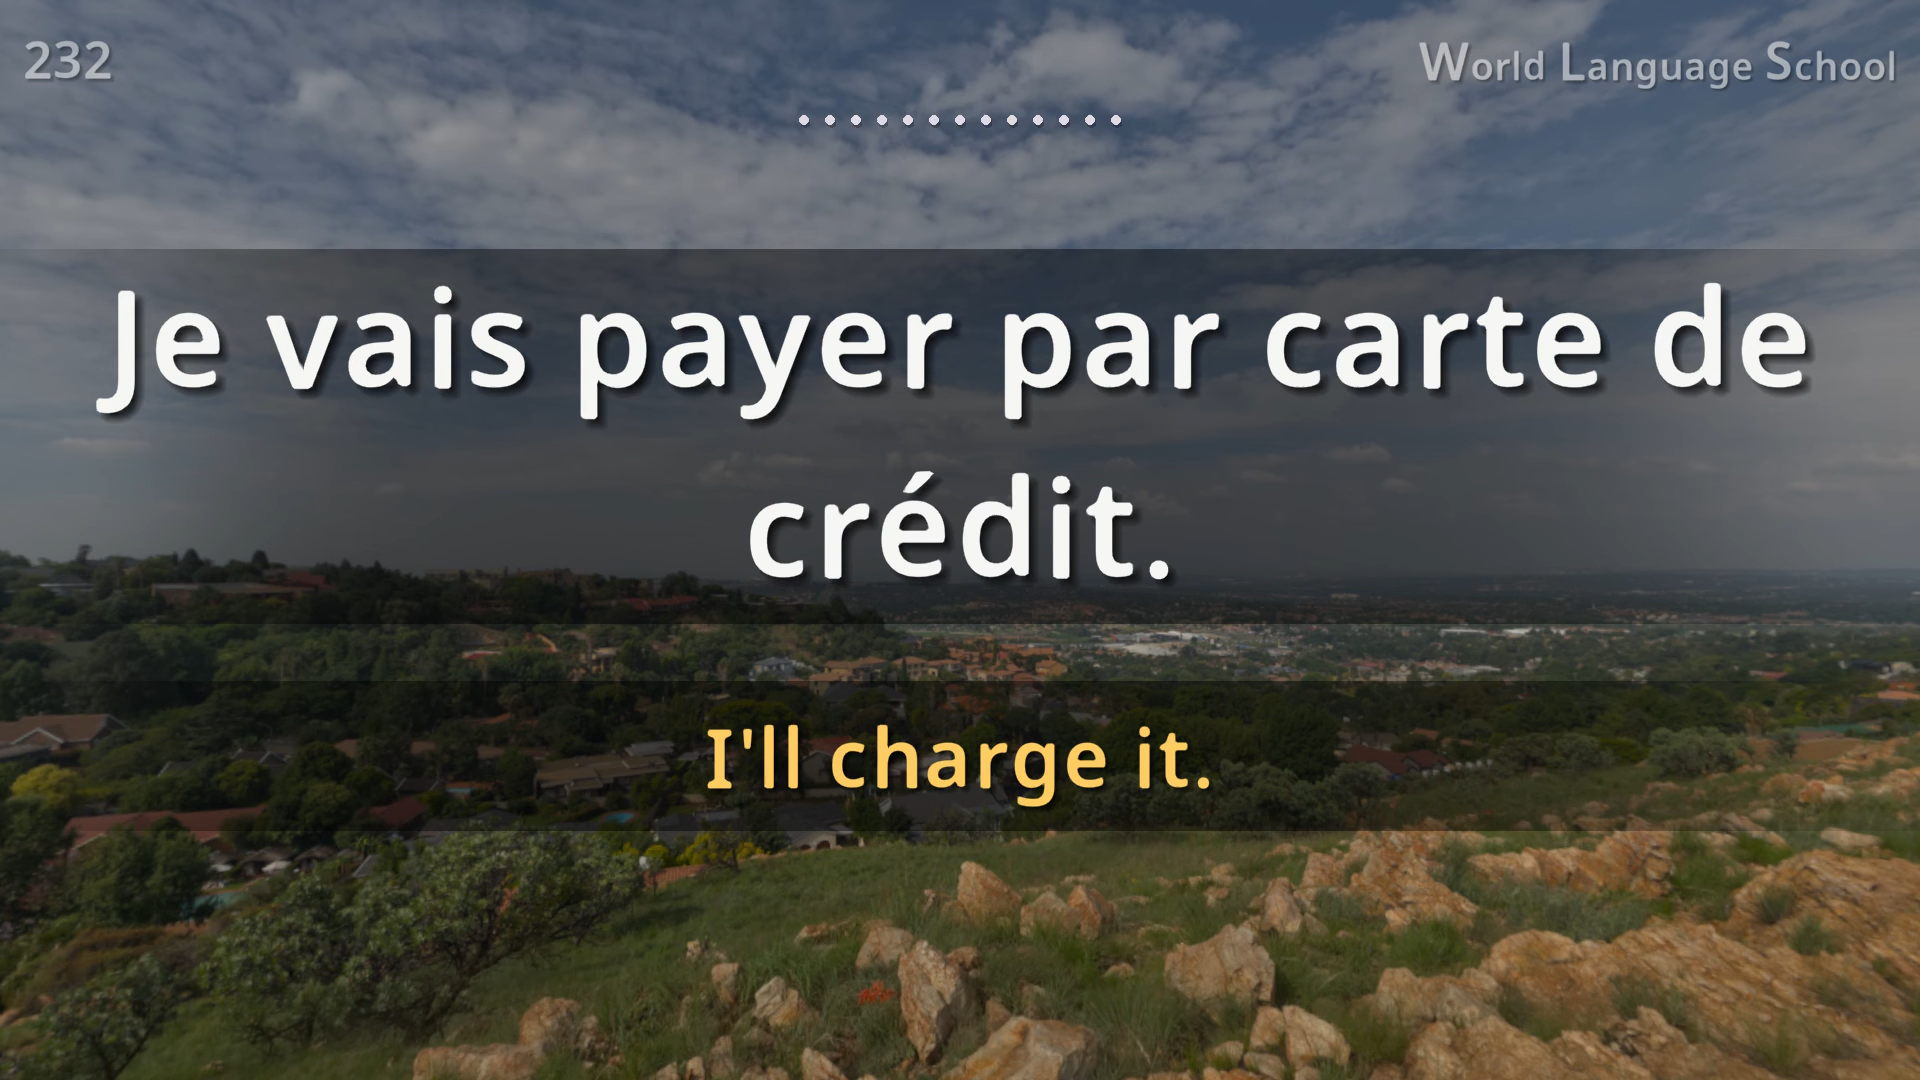 232
World Language School
Je vais payer par carte de
crédit.
I'll charge it.